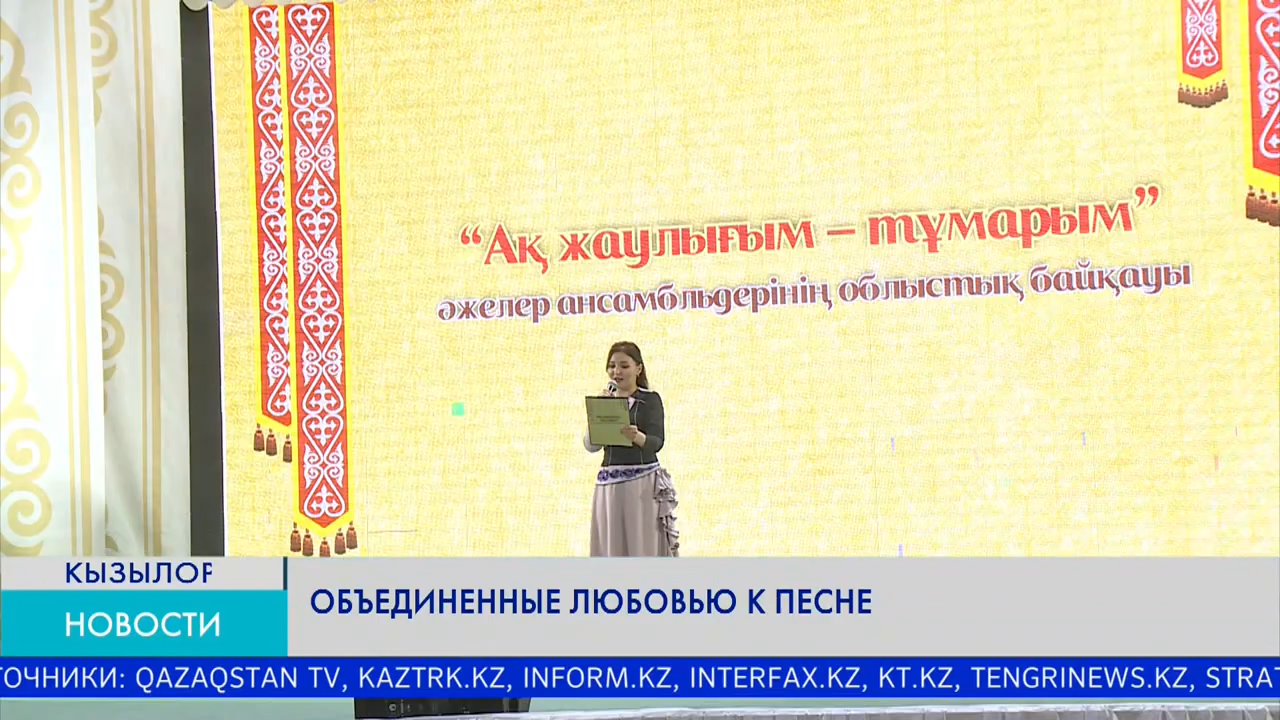 “Ақ жаулығым – тұмарым”
әжелер ансамбльдерінің облыстық байқауы
КЫЗЫЛОР
ОБЪЕДИНЕННЫЕ ЛЮБОВЬЮ К ПЕСНЕ
НОВОСТИ
ТОЧНИКИ: QAZAQSTAN TV, KAZTRK.KZ, INFORM.KZ, INTERFAX.KZ, KT.KZ, TENGRINEWS.KZ, STRAT